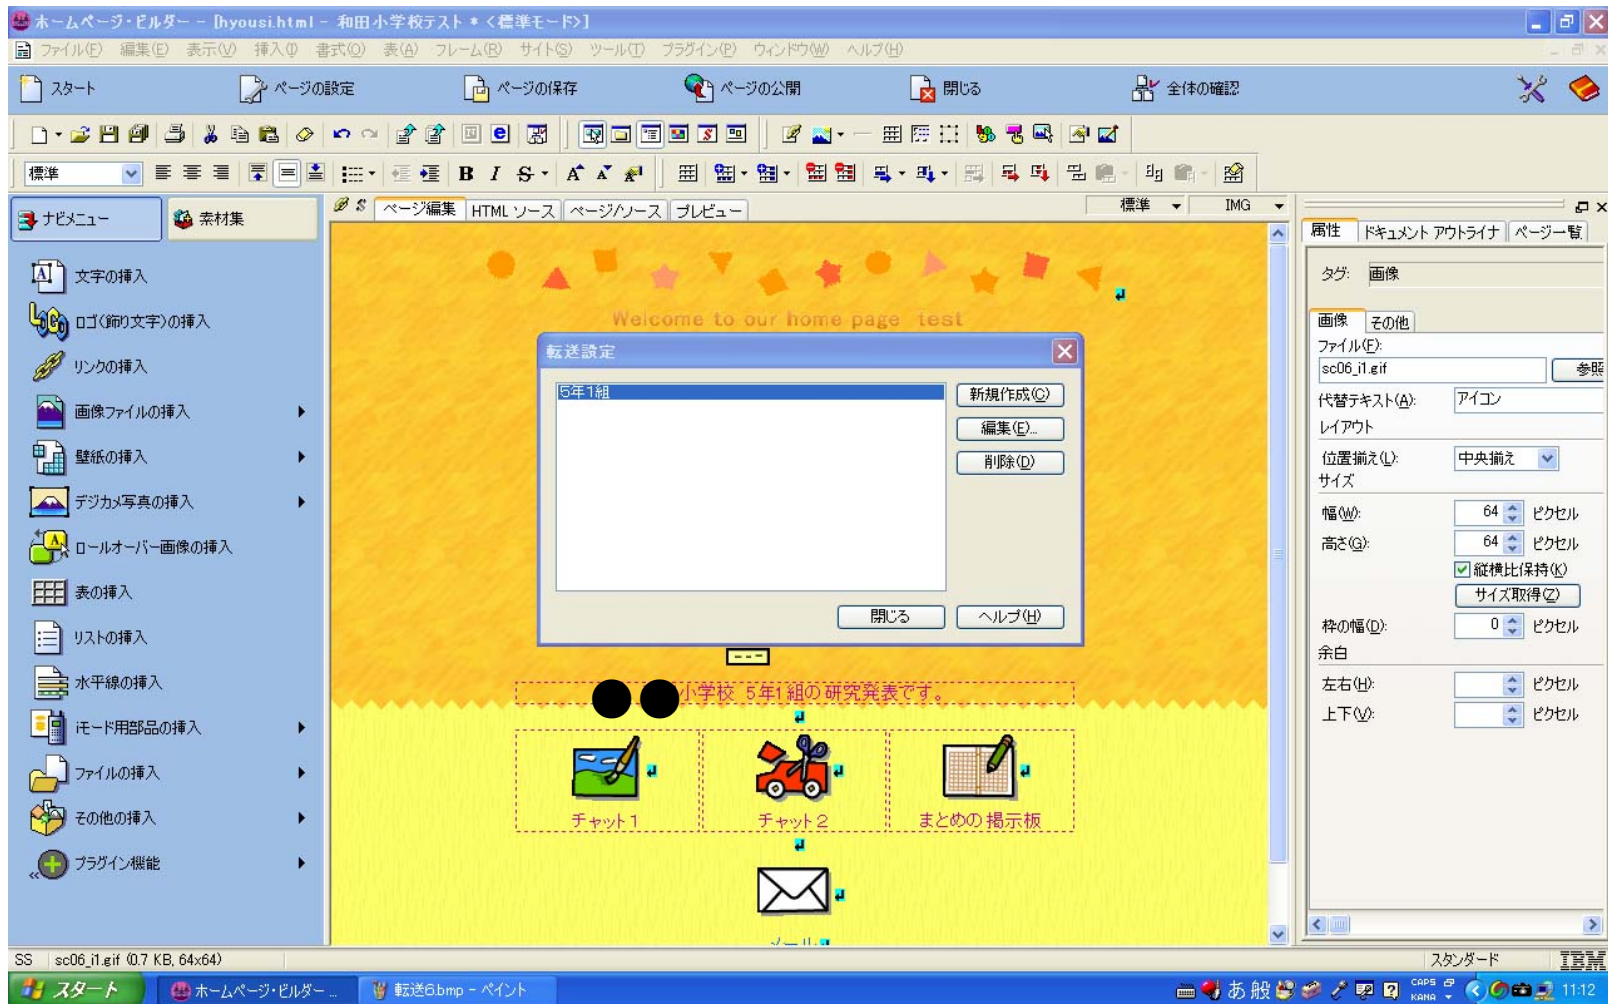 ホームページ・ビルダー - [hyousi.html - 和田小学校テスト * <標準モード>]
ファイル(F) 編集(E) 表示(V) 挿入(I) 書式(O) 表(A) フレーム(R) サイト(S) ツール(T) プラグイン(P) ウィンドウ(W) ヘルプ(H)
スタート ページの設定 ページの保存 ページの公開 閉じる 全体の確認
標準 B I S A A
ナビメニュー 素材集
ページ編集 HTML ソース ページ/ソース プレビュー 標準 IMG
文字の挿入
ロゴ(飾り文字)の挿入
リンクの挿入
画像ファイルの挿入
壁紙の挿入
デジカメ写真の挿入
ロールオーバー画像の挿入
表の挿入
リストの挿入
水平線の挿入
iモード用部品の挿入
ファイルの挿入
その他の挿入
プラグイン機能
Welcome to our home page test
転送設定
5年1組
新規作成(C)
編集(E)...
削除(D)
閉じる ヘルプ(H)
小学校 5年1組の研究発表です。
チャット1 チャット2 まとめの掲示板
メール
属性 ドキュメント アウトライナ ページ一覧
タグ: 画像
画像 その他
ファイル(F):
sc06_i1.gif 参照
代替テキスト(A): アイコン
レイアウト
位置揃え(L): 中央揃え
サイズ
幅(W): 64 ピクセル
高さ(G): 64 ピクセル
縦横比保持(K)
サイズ取得(Z)
枠の幅(D): 0 ピクセル
余白
左右(H): ピクセル
上下(V): ピクセル
SS sc06_i1.gif (0.7 KB, 64x64) スタンダード IBM
スタート ホームページ・ビルダー ... 転送6.bmp - ペイント あ 般 CAPS KANA 11:12